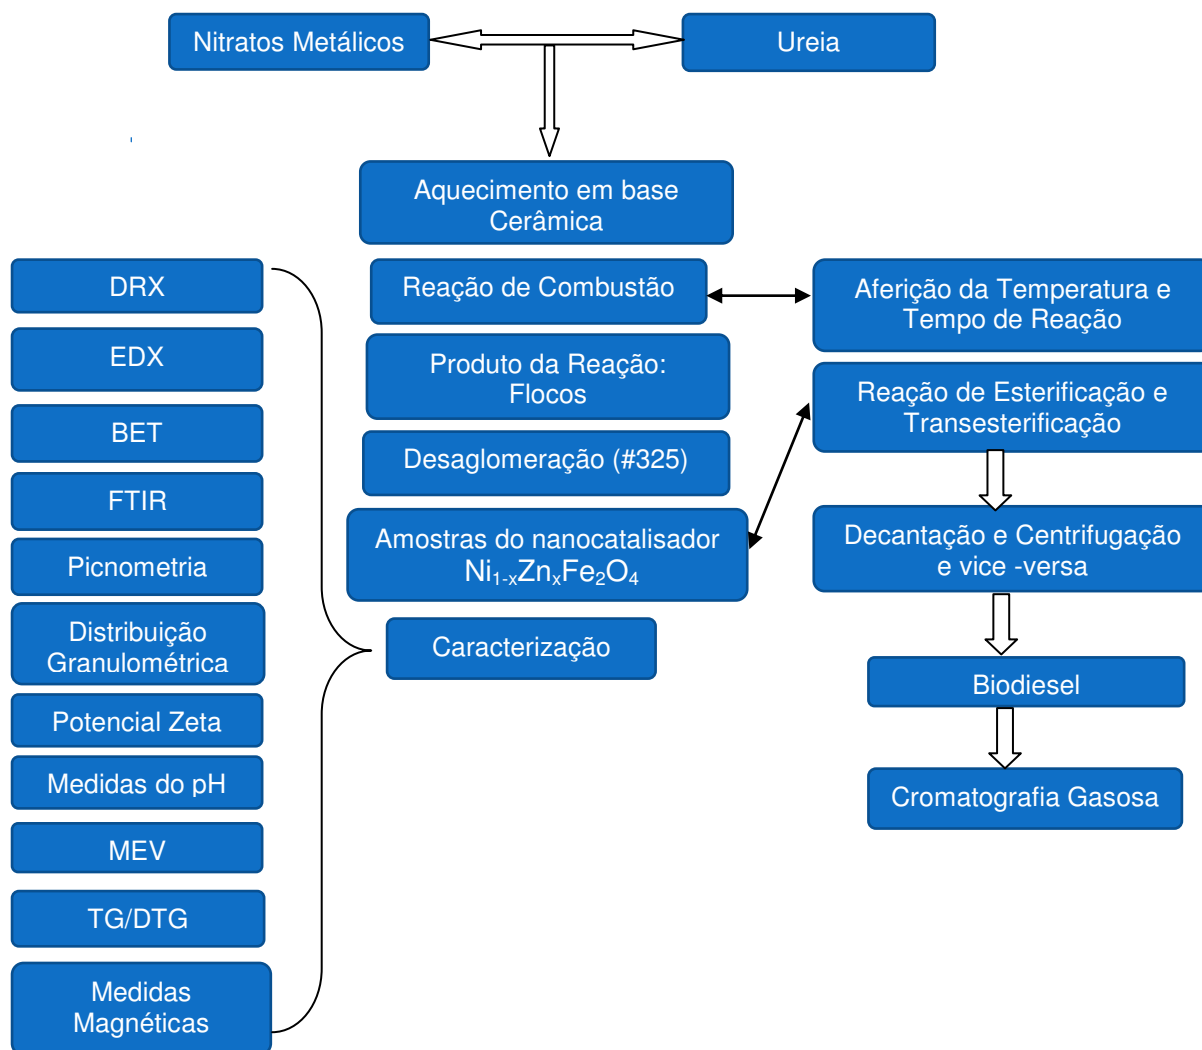 Nitratos Metálicos
Ureia
Aquecimento em base
Cerâmica
DRX
EDX
BET
FTIR
Picnometria
Distribuição
Granulométrica
Potencial Zeta
Medidas do pH
MEV
TG/DTG
Medidas
Magnéticas
Reação de Combustão
Produto da Reação:
Flocos
Desaglomeração (#325)
Amostras do nanocatalisador
Ni₁₋ₓZnₓFe₂O₄
Caracterização
Aferição da Temperatura e
Tempo de Reação
Reação de Esterificação e
Transesterificação
Decantação e Centrifugação
e vice -versa
Biodiesel
Cromatografia Gasosa